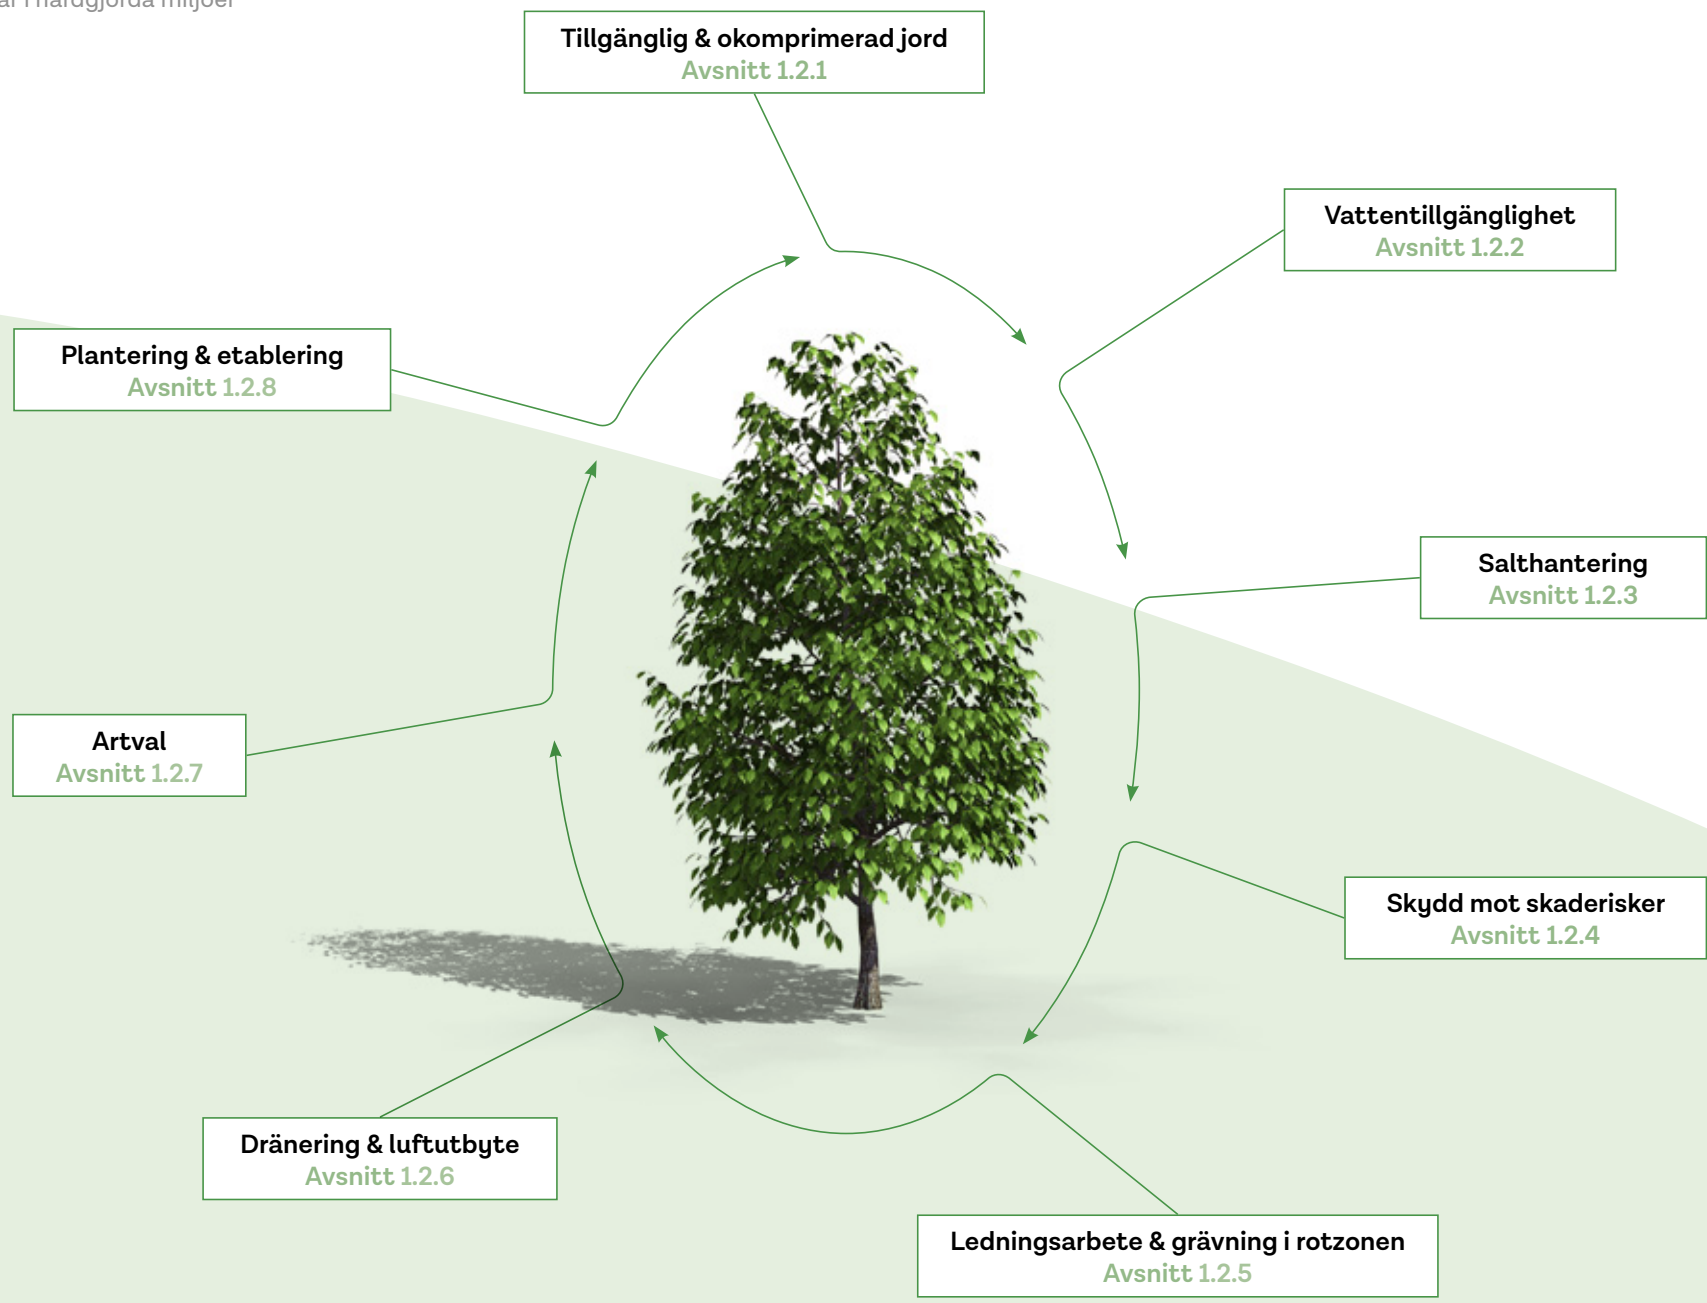 i hårdgjorda miljöer
Tillgänglig & okomprimerad jord
Avsnitt 1.2.1
Vattentillgänglighet
Avsnitt 1.2.2
Plantering & etablering
Avsnitt 1.2.8
Salthantering
Avsnitt 1.2.3
Artval
Avsnitt 1.2.7
Skydd mot skaderisker
Avsnitt 1.2.4
Dränering & luftutbyte
Avsnitt 1.2.6
Ledningsarbete & grävning i rotzonen
Avsnitt 1.2.5